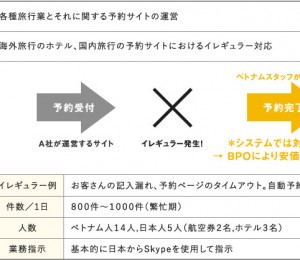 各種旅行業とそれに関する予約サイトの運営
海外旅行のホテル、国内旅行の予約サイトにおけるイレギュラー対応
ベトナムスタッフが
予約受付
予約完了
A社が運営するサイト
イレギュラー発生!
*システムでは対
→ BPOにより安価
イレギュラー例
お客さんの記入漏れ、予約ページのタイムアウト。自動予約
件数/1日
800件〜1000件(繁忙期)
人数
ベトナム人14人,日本人5人(航空券2名,ホテル3名)
業務指示
基本的に日本からSkypeを使用して指示